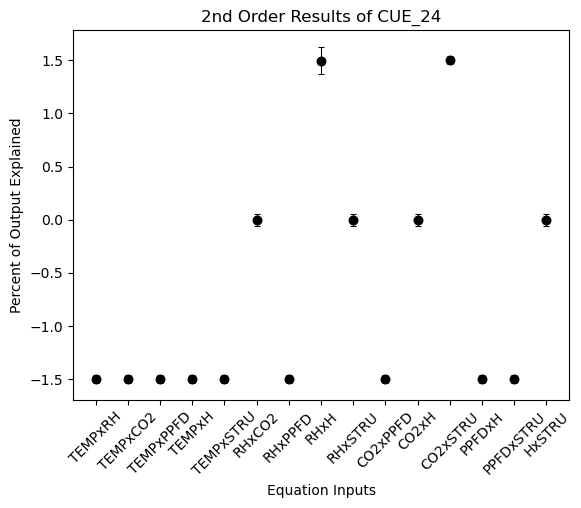 2nd Order Results of CUE_24
Percent of Output Explained
1.5
1.0
0.5
0.0
−0.5
−1.0
−1.5
TEMPxRH
TEMPxCO2
TEMPxPPFD
TEMPxH
TEMPxSTRU
RHxCO2
RHxPPFD
RHxH
RHxSTRU
CO2xPPFD
CO2xH
CO2xSTRU
PPFDxH
PPFDxSTRU
HxSTRU
Equation Inputs